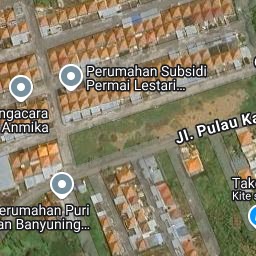 Perumahan Subsidi
Permai Lestari...
ngacara
Anmika
Jl. Pulau Ka
erumahan Puri
an Banyuning...
Tak
Kite s